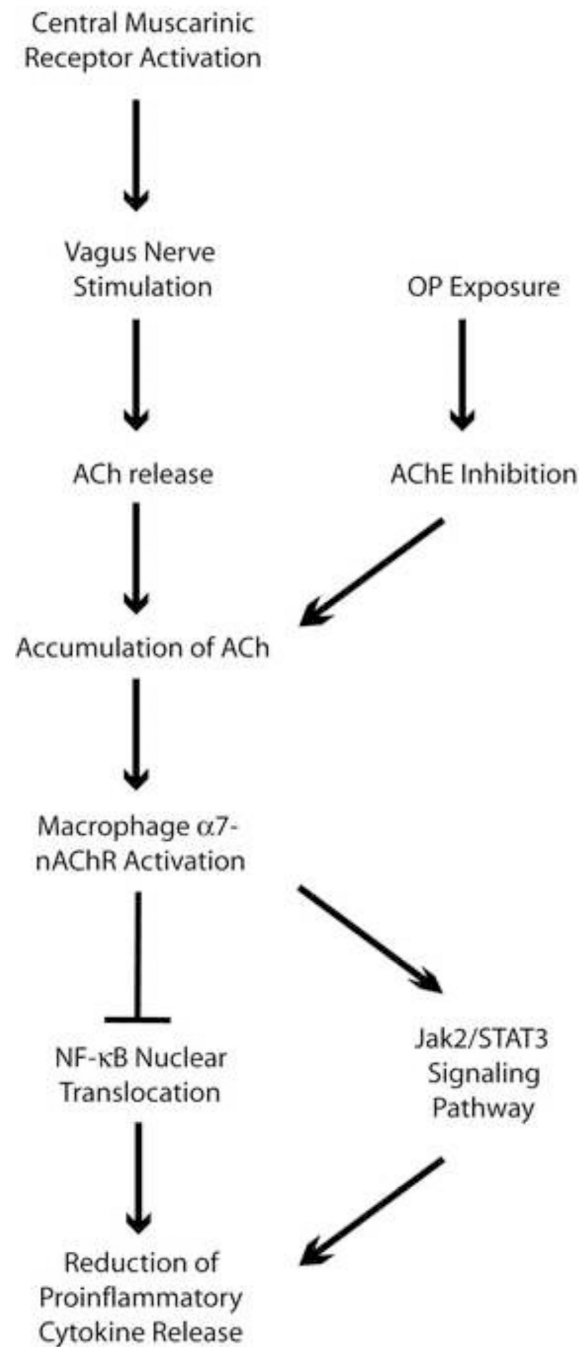 Central Muscarinic
Receptor Activation
Vagus Nerve
Stimulation
OP Exposure
ACh release
AChE Inhibition
Accumulation of ACh
Macrophage α7-
nAChR Activation
NF-κB Nuclear
Translocation
Jak2/STAT3
Signaling
Pathway
Reduction of
Proinflammatory
Cytokine Release